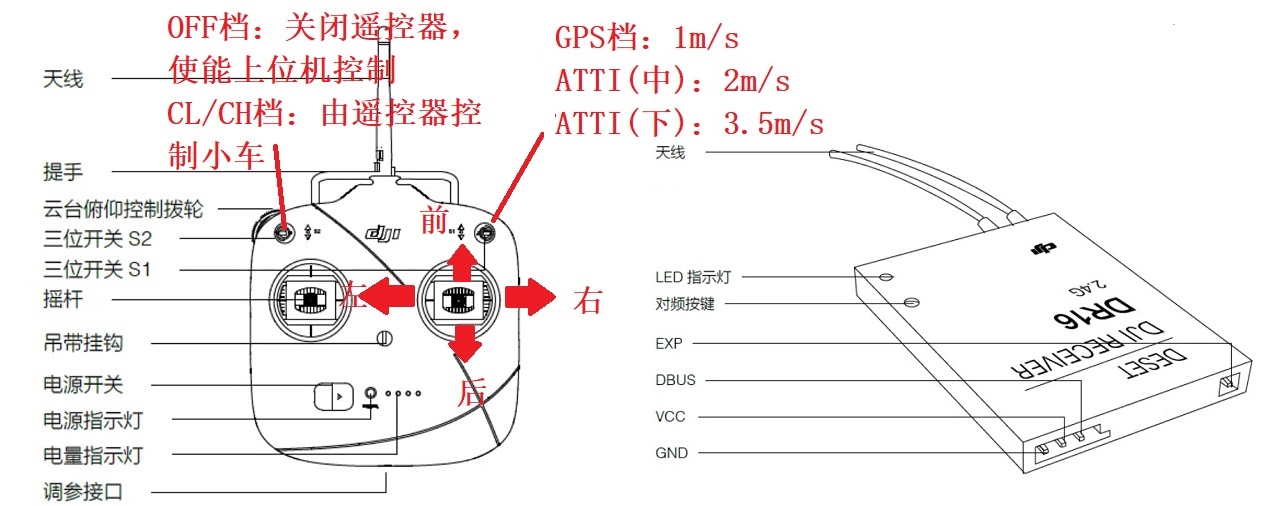 OFF档：关闭遥控器，
使能上位机控制
CL/CH档：由遥控器控
制小车
GPS档：1m/s
ATTI(中)：2m/s
ATTI(下)：3.5m/s
天线
提手
云台俯仰控制拨轮
三位开关 S2
三位开关 S1
摇杆
吊带挂钩
电源开关
电源指示灯
电量指示灯
调参接口
S2
dji
S1
前
左
右
后
天线
LED 指示灯
对频按键
EXP
DBUS
VCC
GND
dji
2.4G
DR16
DJI RECEIVER
DESET